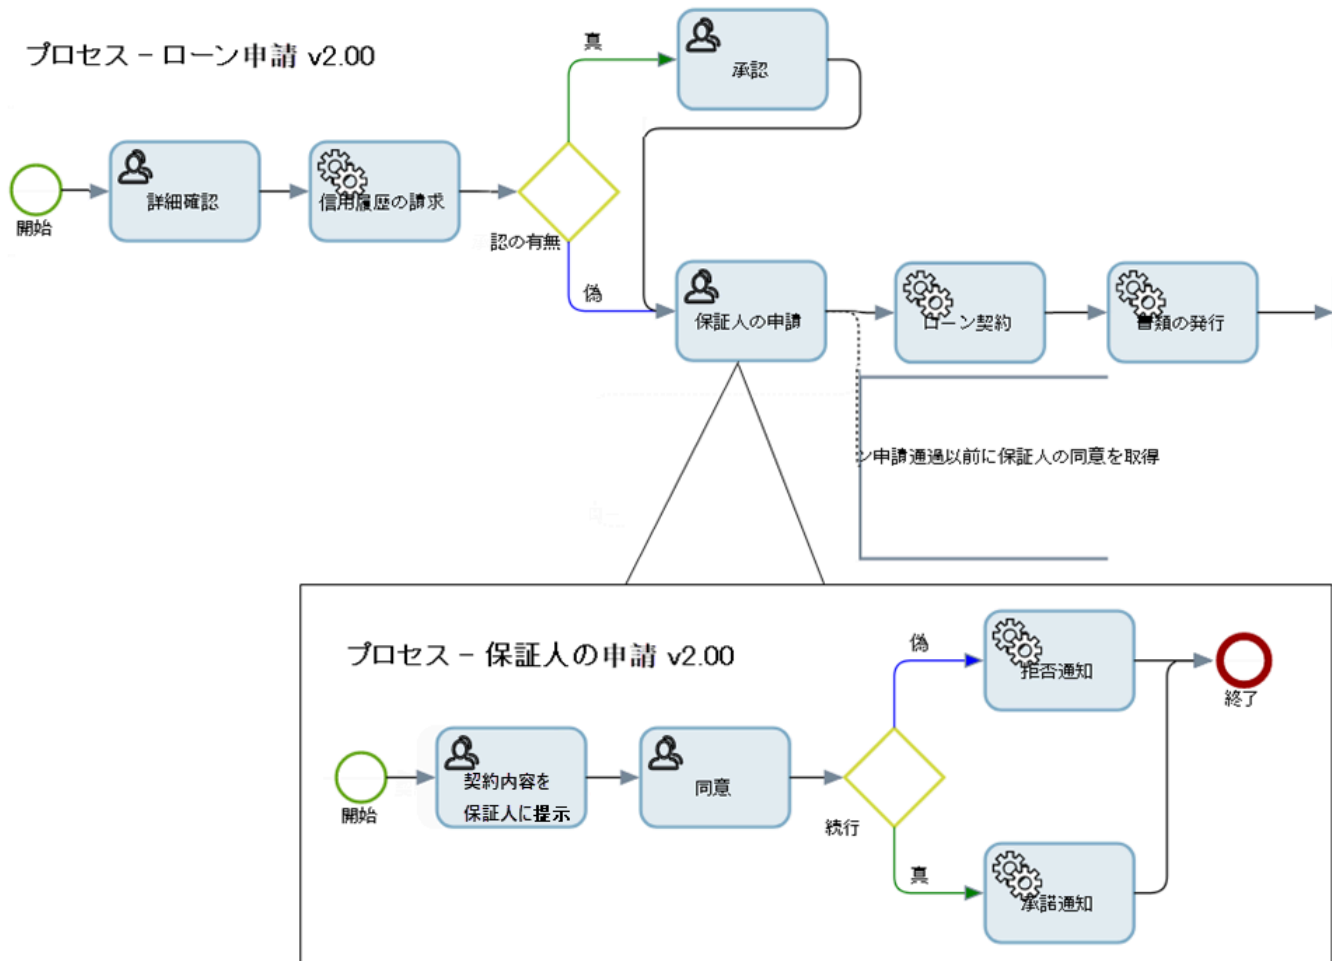 プロセス – ローン申請 v2.00
真
承認
開始
詳細確認
信用履歴の請求
認の有無
偽
保証人の申請
ローン契約
書類の発行
ン申請通過以前に保証人の同意を取得
プロセス – 保証人の申請 v2.00
偽
拒否通知
終了
開始
契約内容を
保証人に提示
同意
続行
真
承諾通知